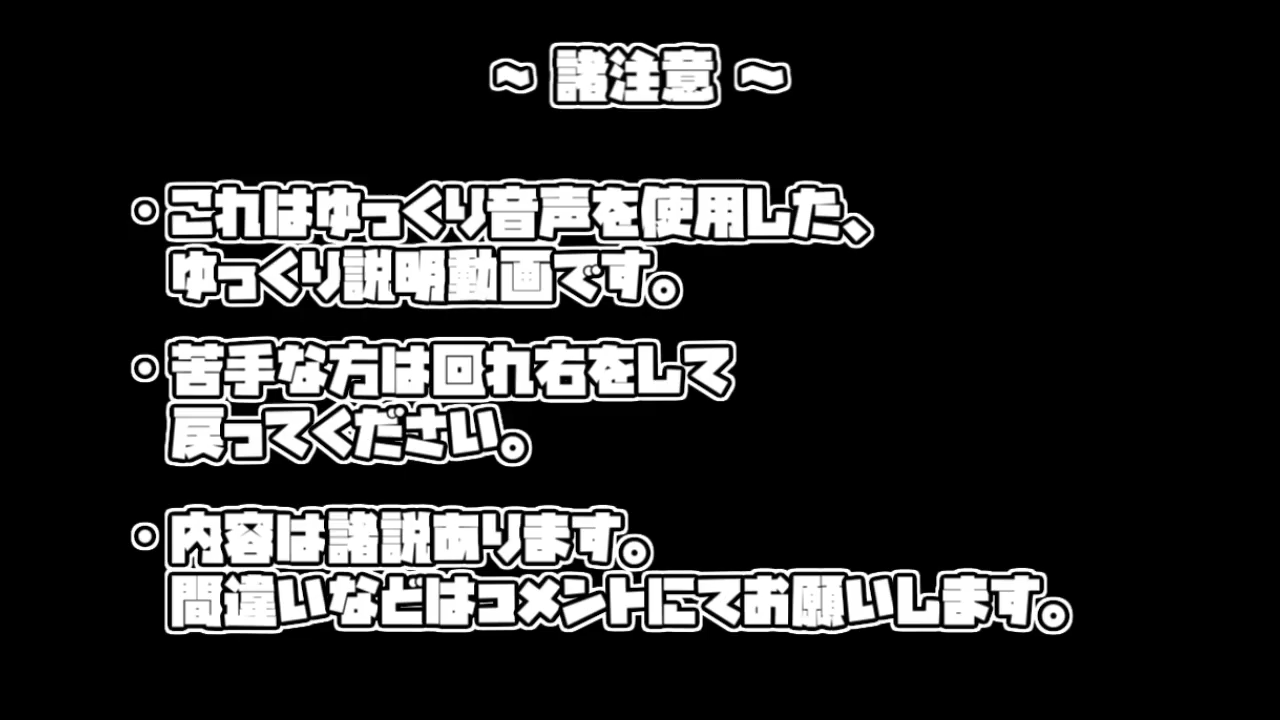 ～ 諸注意 ～
・これはゆっくり音声を使用した、
ゆっくり説明動画です。
・苦手な方は回れ右をして
戻ってください。
・内容は諸説あります。
間違いなどはコメントにてお願いします。